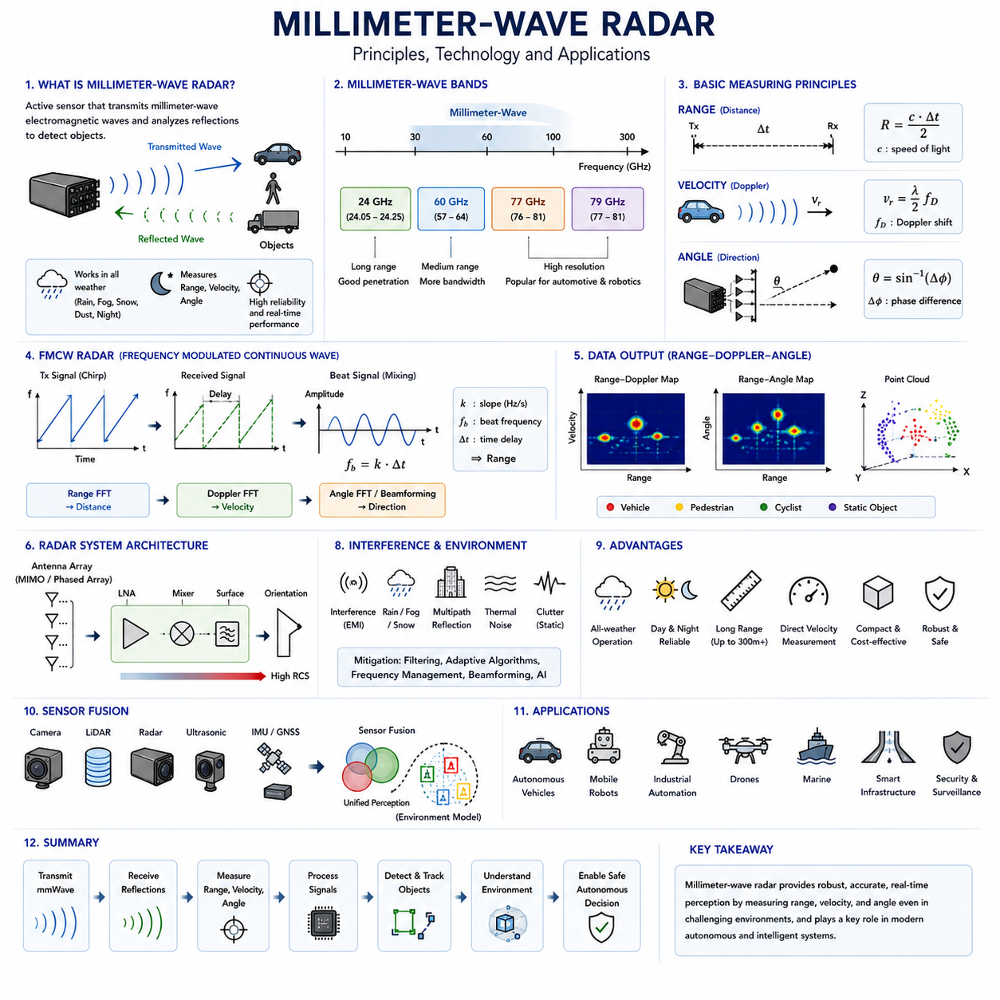 MILLIMETER-WAVE RADAR
Principles, Technology and Applications
1. WHAT IS MILLIMETER-WAVE RADAR?
Active sensor that transmits millimeter-wave
electromagnetic waves and analyzes reflections
to detect objects.
Transmitted Wave
Reflected Wave
Objects
Works in all
weather
(Rain, Fog, Snow,
Dust, Night)
Measures
Range, Velocity,
Angle
High reliability
and real-time
performance
2. MILLIMETER-WAVE BANDS
Millimeter-Wave
10 30 60 100 300
Frequency (GHz)
24 GHz
(24.05 – 24.25)
60 GHz
(57 – 64)
77 GHz
(76 – 81)
79 GHz
(77 – 81)
Long range
Good penetration
Medium range
More bandwidth
High resolution
Popular for automotive & robotics
3. BASIC MEASURING PRINCIPLES
RANGE (Distance)
Tx Δt Rx
R = c · Δt / 2
c : speed of light
VELOCITY (Doppler)
v_r
v_r = λ/2 f_D
f_D : Doppler shift
ANGLE (Direction)
θ
θ = sin⁻¹(Δϕ)
Δϕ : phase difference
4. FMCW RADAR (FREQUENCY MODULATED CONTINUOUS WAVE)
Tx Signal (Chirp)
f
t
Time
Received Signal
f
Delay
t
Beat Signal (Mixing)
Amplitude
t
t
f_b = k · Δt
k : slope (Hz/s)
f_b : beat frequency
Δt : time delay
⇒ Range
Range FFT
→ Distance
Doppler FFT
→ Velocity
Angle FFT / Beamforming
→ Direction
5. DATA OUTPUT (RANGE–DOPPLER–ANGLE)
Range–Doppler Map
Velocity
Range
Range–Angle Map
Angle
Range
Point Cloud
Z
Y
X
Vehicle
Pedestrian
Cyclist
Static Object
6. RADAR SYSTEM ARCHITECTURE
Antenna Array
(MIMO / Phased Array)
LNA
Mixer
Surface
Orientation
High RCS
8. INTERFERENCE & ENVIRONMENT
Interference
(EMI)
Rain / Fog
/ Snow
Multipath
Reflection
Thermal
Noise
Clutter
(Static)
Mitigation: Filtering, Adaptive Algorithms,
Frequency Management, Beamforming, AI
9. ADVANTAGES
All-weather
Operation
Day & Night
Reliable
Long Range
(Up to 300m+)
Direct Velocity
Measurement
Compact &
Cost-effective
Robust &
Safe
10. SENSOR FUSION
Camera
LiDAR
Radar
Ultrasonic
IMU / GNSS
Sensor Fusion
Unified Perception
(Environment Model)
11. APPLICATIONS
Autonomous
Vehicles
Mobile
Robots
Industrial
Automation
Drones
Marine
Smart
Infrastructure
Security &
Surveillance
12. SUMMARY
Transmit
mmWave
Receive
Reflections
Measure
Range, Velocity,
Angle
Process
Signals
Detect & Track
Objects
Understand
Environment
Enable Safe
Autonomous
Decision
KEY TAKEAWAY
Millimeter-wave radar provides robust, accurate, real-time
perception by measuring range, velocity, and angle even in
challenging environments, and plays a key role in modern
autonomous and intelligent systems.